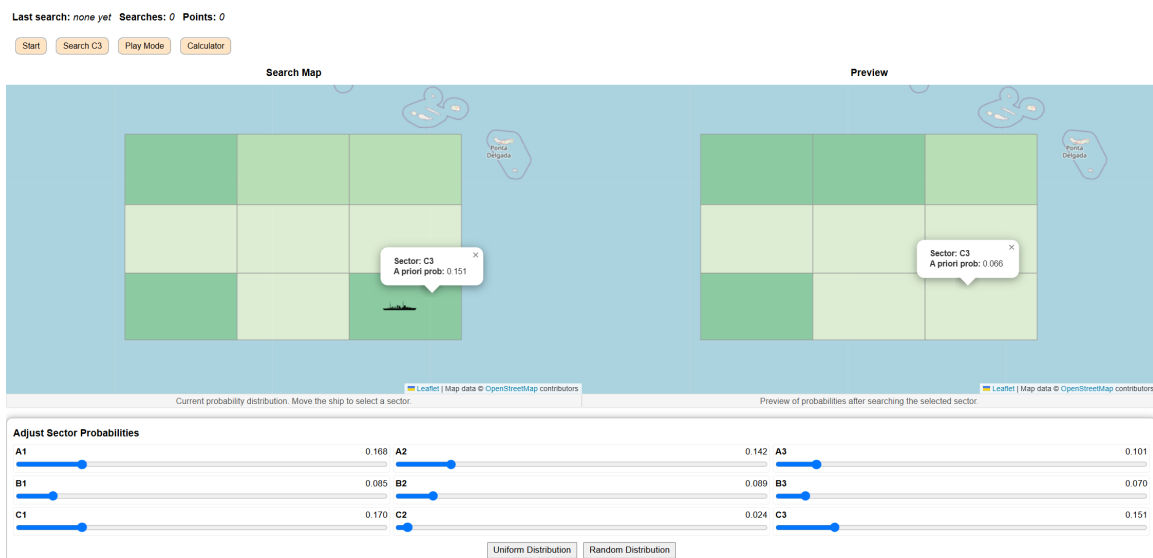 Last search: none yet Searches: 0 Points: 0
Start Search C3 Play Mode Calculator
Search Map Preview
Ponta
Delgada
Ponta
Delgada
Sector: C3
A priori prob: 0.151
×
Sector: C3
A priori prob: 0.066
×
Leaflet | Map data © OpenStreetMap contributors
Leaflet | Map data © OpenStreetMap contributors
Current probability distribution. Move the ship to select a sector.
Preview of probabilities after searching the selected sector.
Adjust Sector Probabilities
A1 0.168 A2 0.142 A3 0.101
B1 0.085 B2 0.089 B3 0.070
C1 0.170 C2 0.024 C3 0.151
Uniform Distribution Random Distribution